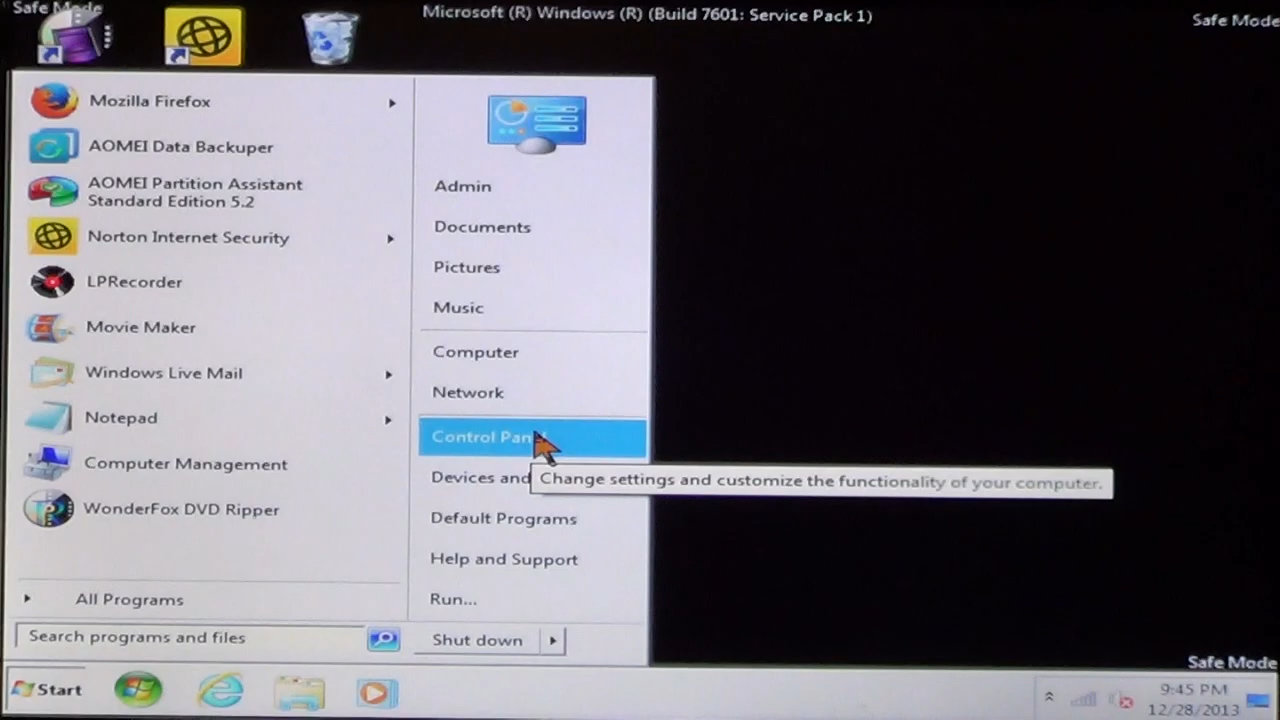 Safe Mode
Microsoft (R) Windows (R) (Build 7601: Service Pack 1)
Safe Mode
Mozilla Firefox
AOMEI Data Backuper
AOMEI Partition Assistant
Standard Edition 5.2
Norton Internet Security
LPRecorder
Movie Maker
Windows Live Mail
Notepad
Computer Management
WonderFox DVD Ripper
All Programs
Search programs and files
Admin
Documents
Pictures
Music
Computer
Network
Control Pan
Devices and
Change settings and customize the functionality of your computer.
Default Programs
Help and Support
Run...
Shut down
Safe Mode
Start
9:45 PM
12/28/2013